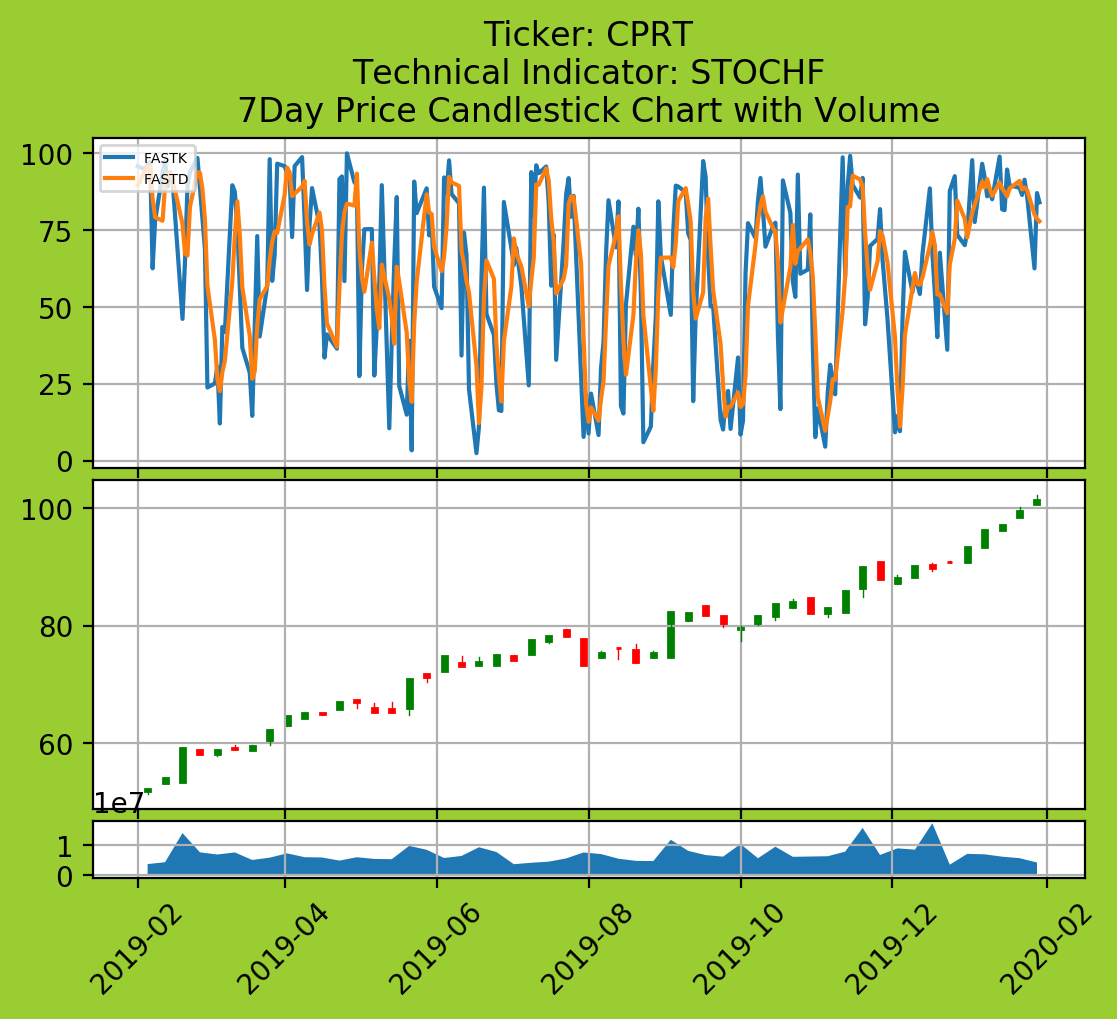 Ticker: CPRT
Technical Indicator: STOCHF
7Day Price Candlestick Chart with Volume
100
75
50
25
0
FASTK
FASTD
100
80
60
1e7
1
0
2019-02
2019-04
2019-06
2019-08
2019-10
2019-12
2020-02